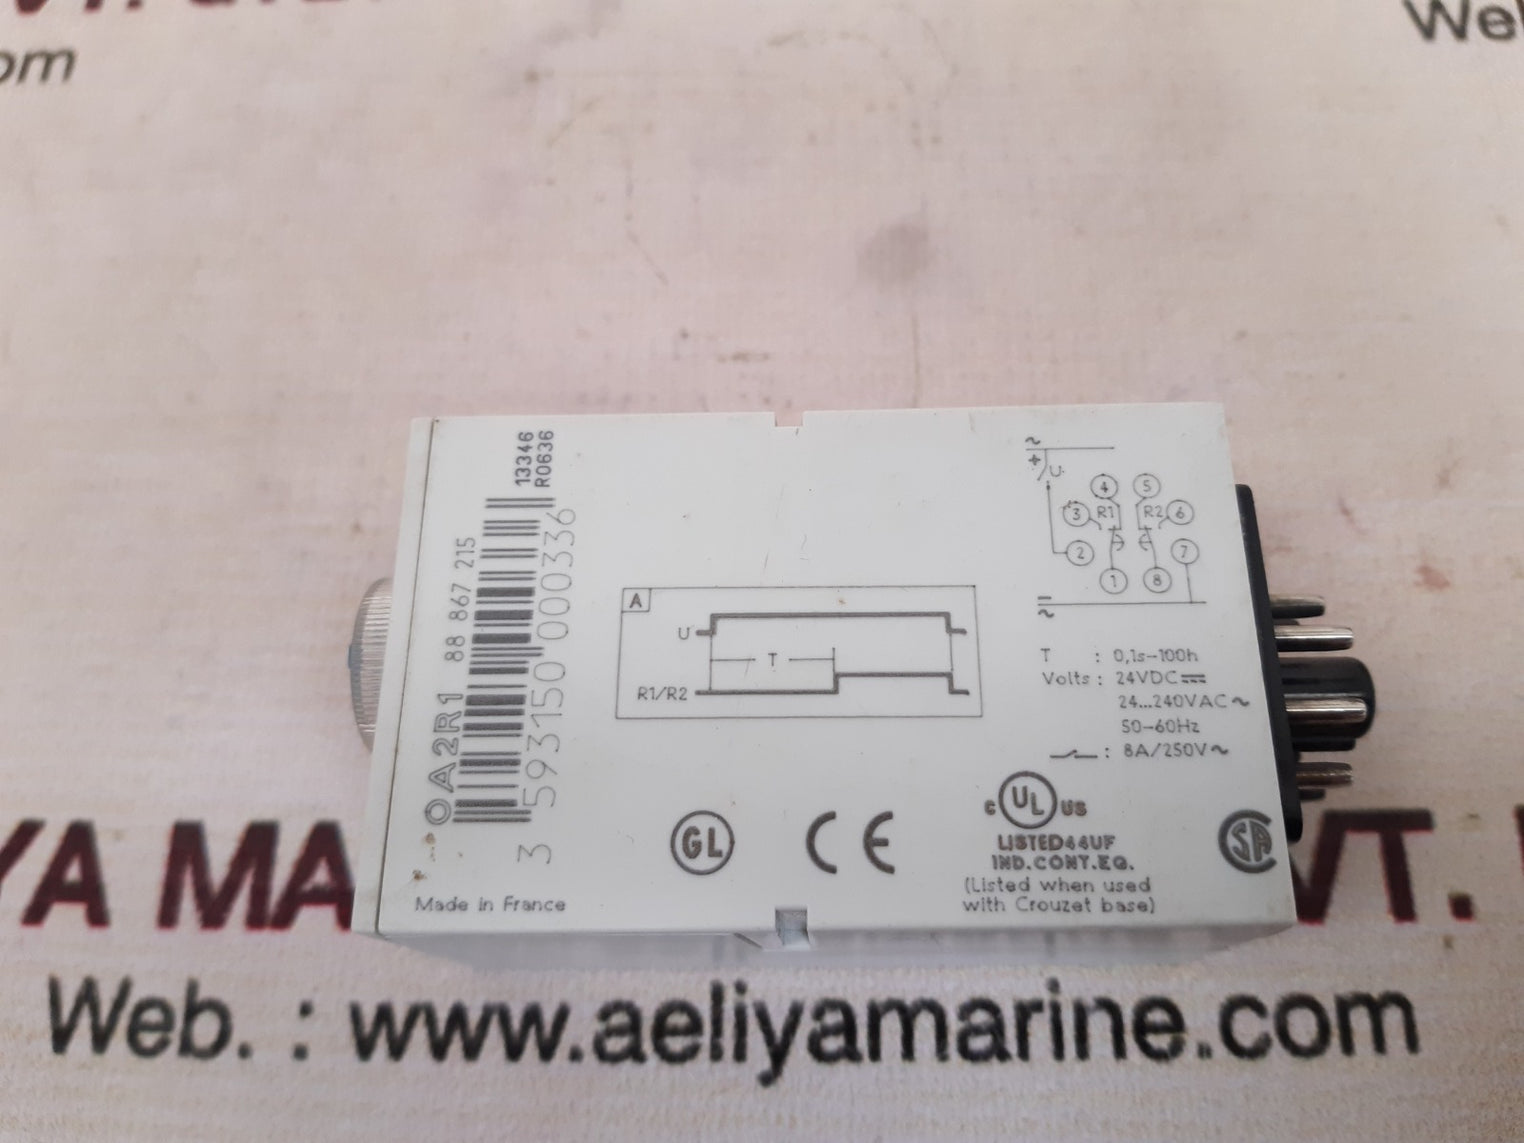 om
We
13346
R0636
OA2R1 88 867 215
3 593150 000336
Made in France
A
U
T
R1/R2
~
+
U
4 5
3 R1 R2 6
2 7
1 8
=
~
T : 0,1s-100h
Volts : 24VDC
24...240VAC ~
50-60Hz
: 8A/250V ~
GL CE
c UL US
LISTED 44UF
IND.CONT.EQ.
(Listed when used
with Crouzet base)
SA
YA MA VT.
Web. : www.aeliyamarine.com